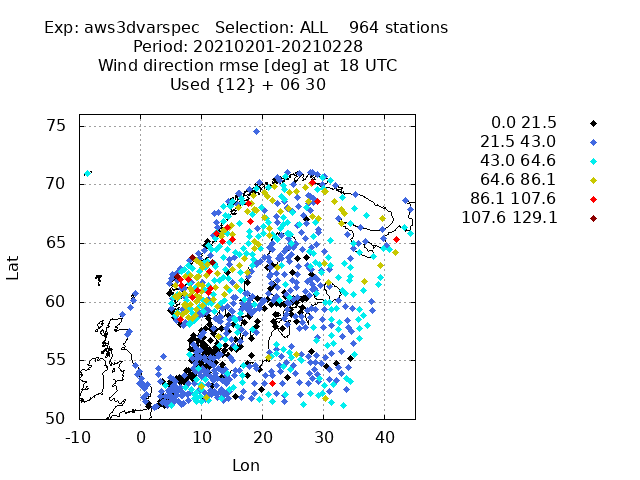 Exp: aws3dvarspec   Selection: ALL    964 stations
Period: 20210201-20210228
Wind direction rmse [deg] at  18 UTC
Used {12} + 06 30
0.0 21.5
21.5 43.0
43.0 64.6
64.6 86.1
86.1 107.6
107.6 129.1
75
70
65
60
55
50
-10 0 10 20 30 40
Lat
Lon